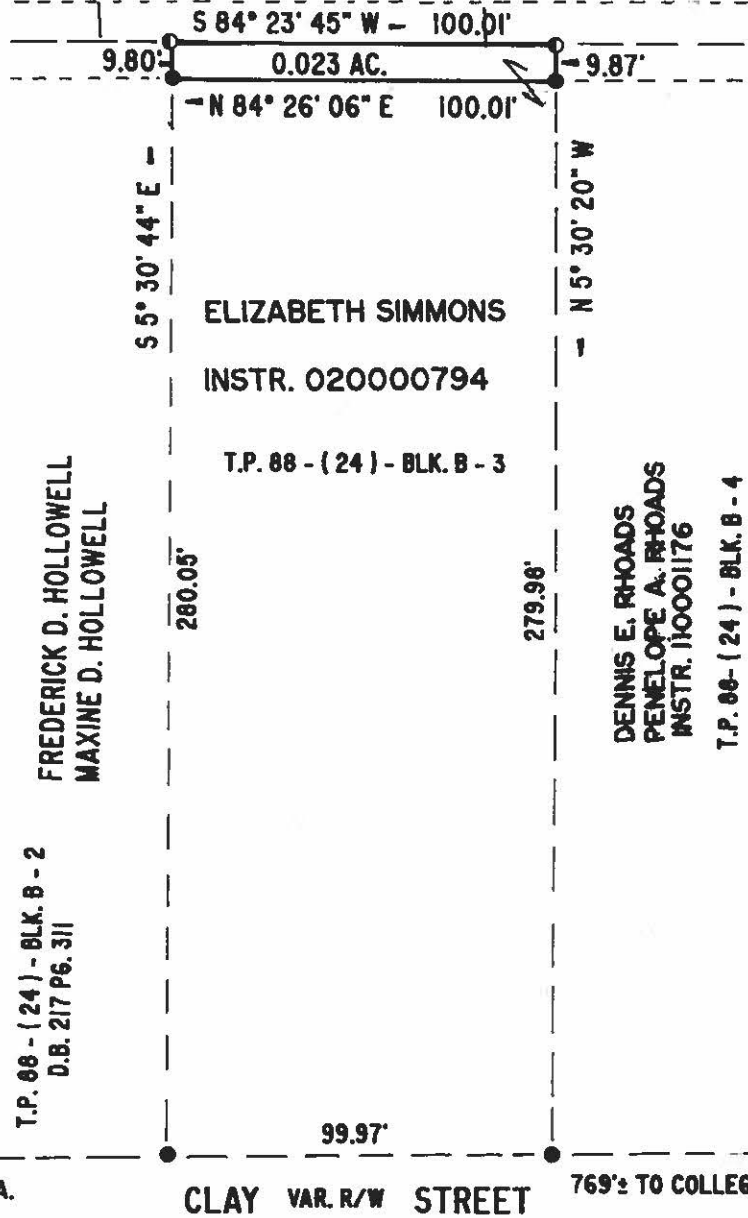 S 84° 23' 45" W - 100.01'
9.80'
0.023 AC.
9.87'
N 84° 26' 06" E 100.01'
S 5° 30' 44" E
N 5° 30' 20" W
ELIZABETH SIMMONS
INSTR. 020000794
T.P. 88 - (24) - BLK. B - 3
FREDERICK D. HOLLOWELL
MAXINE D. HOLLOWELL
280.05'
279.98'
DENNIS E. RHOADS
PENELOPE A. RHOADS
INSTR. 110001176
T.P. 88 - (24) - BLK. B - 4
T.P. 88 - (24) - BLK. B - 2
D.B. 217 PG. 311
99.97'
A.
CLAY VAR. R/W STREET
769'± TO COLLEG